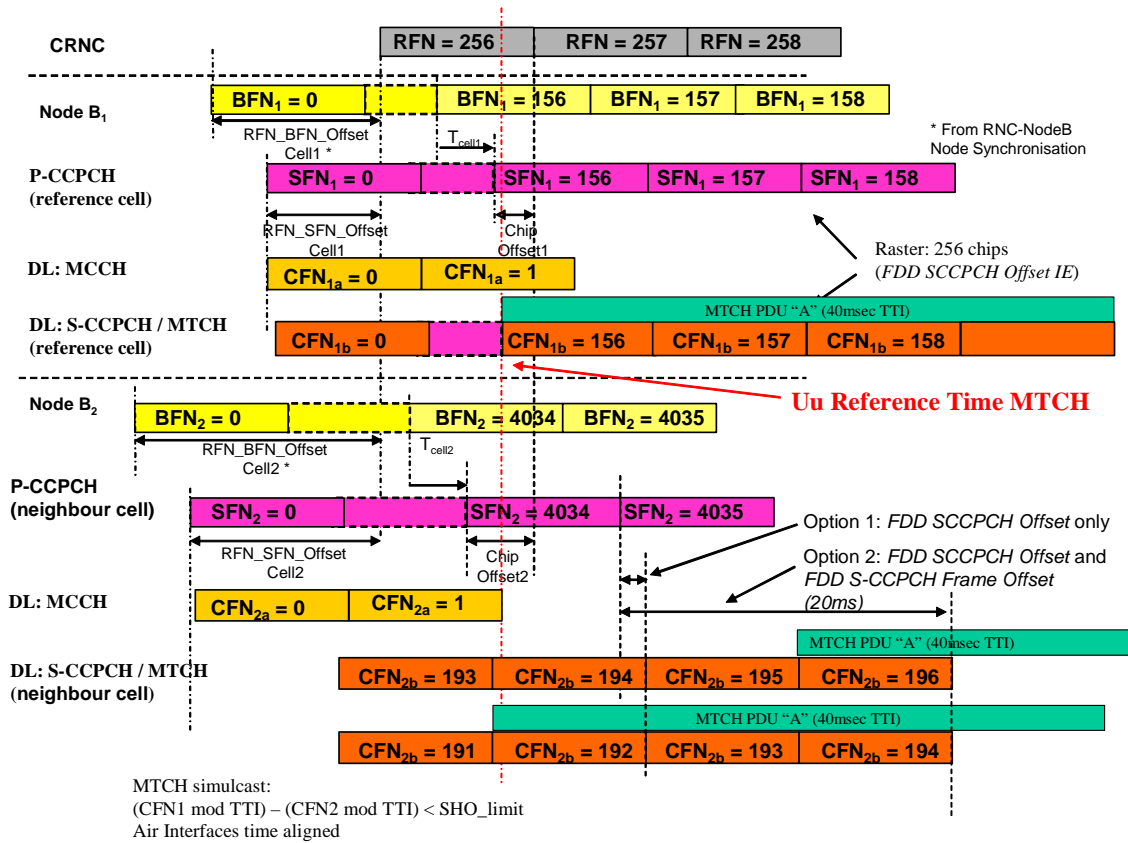 CRNC
RFN = 256 RFN = 257 RFN = 258
Node B1
BFN1 = 0 BFN1 = 156 BFN1 = 157 BFN1 = 158
RFN_BFN_Offset
Cell1 *
Tcell1
* From RNC-NodeB
Node Synchronisation
P-CCPCH
(reference cell)
SFN1 = 0 SFN1 = 156 SFN1 = 157 SFN1 = 158
RFN_SFN_Offset
Cell1
Chip
Offset1
Raster: 256 chips
(FDD SCCPCH Offset IE)
DL: MCCH
CFN1a = 0 CFN1a = 1
MTCH PDU “A” (40msec TTI)
DL: S-CCPCH / MTCH
(reference cell)
CFN1b = 0 CFN1b = 156 CFN1b = 157 CFN1b = 158
Uu Reference Time MTCH
Node B2
BFN2 = 0 BFN2 = 4034 BFN2 = 4035
RFN_BFN_Offset
Cell2 *
Tcell2
P-CCPCH
(neighbour cell)
SFN2 = 0 SFN2 = 4034 SFN2 = 4035
RFN_SFN_Offset
Cell2
Chip
Offset2
Option 1: FDD SCCPCH Offset only
Option 2: FDD SCCPCH Offset and
FDD S-CCPCH Frame Offset
(20ms)
DL: MCCH
CFN2a = 0 CFN2a = 1
MTCH PDU “A” (40msec TTI)
DL: S-CCPCH / MTCH
(neighbour cell)
CFN2b = 193 CFN2b = 194 CFN2b = 195 CFN2b = 196
MTCH PDU “A” (40msec TTI)
CFN2b = 191 CFN2b = 192 CFN2b = 193 CFN2b = 194
MTCH simulcast:
(CFN1 mod TTI) – (CFN2 mod TTI) < SHO_limit
Air Interfaces time aligned